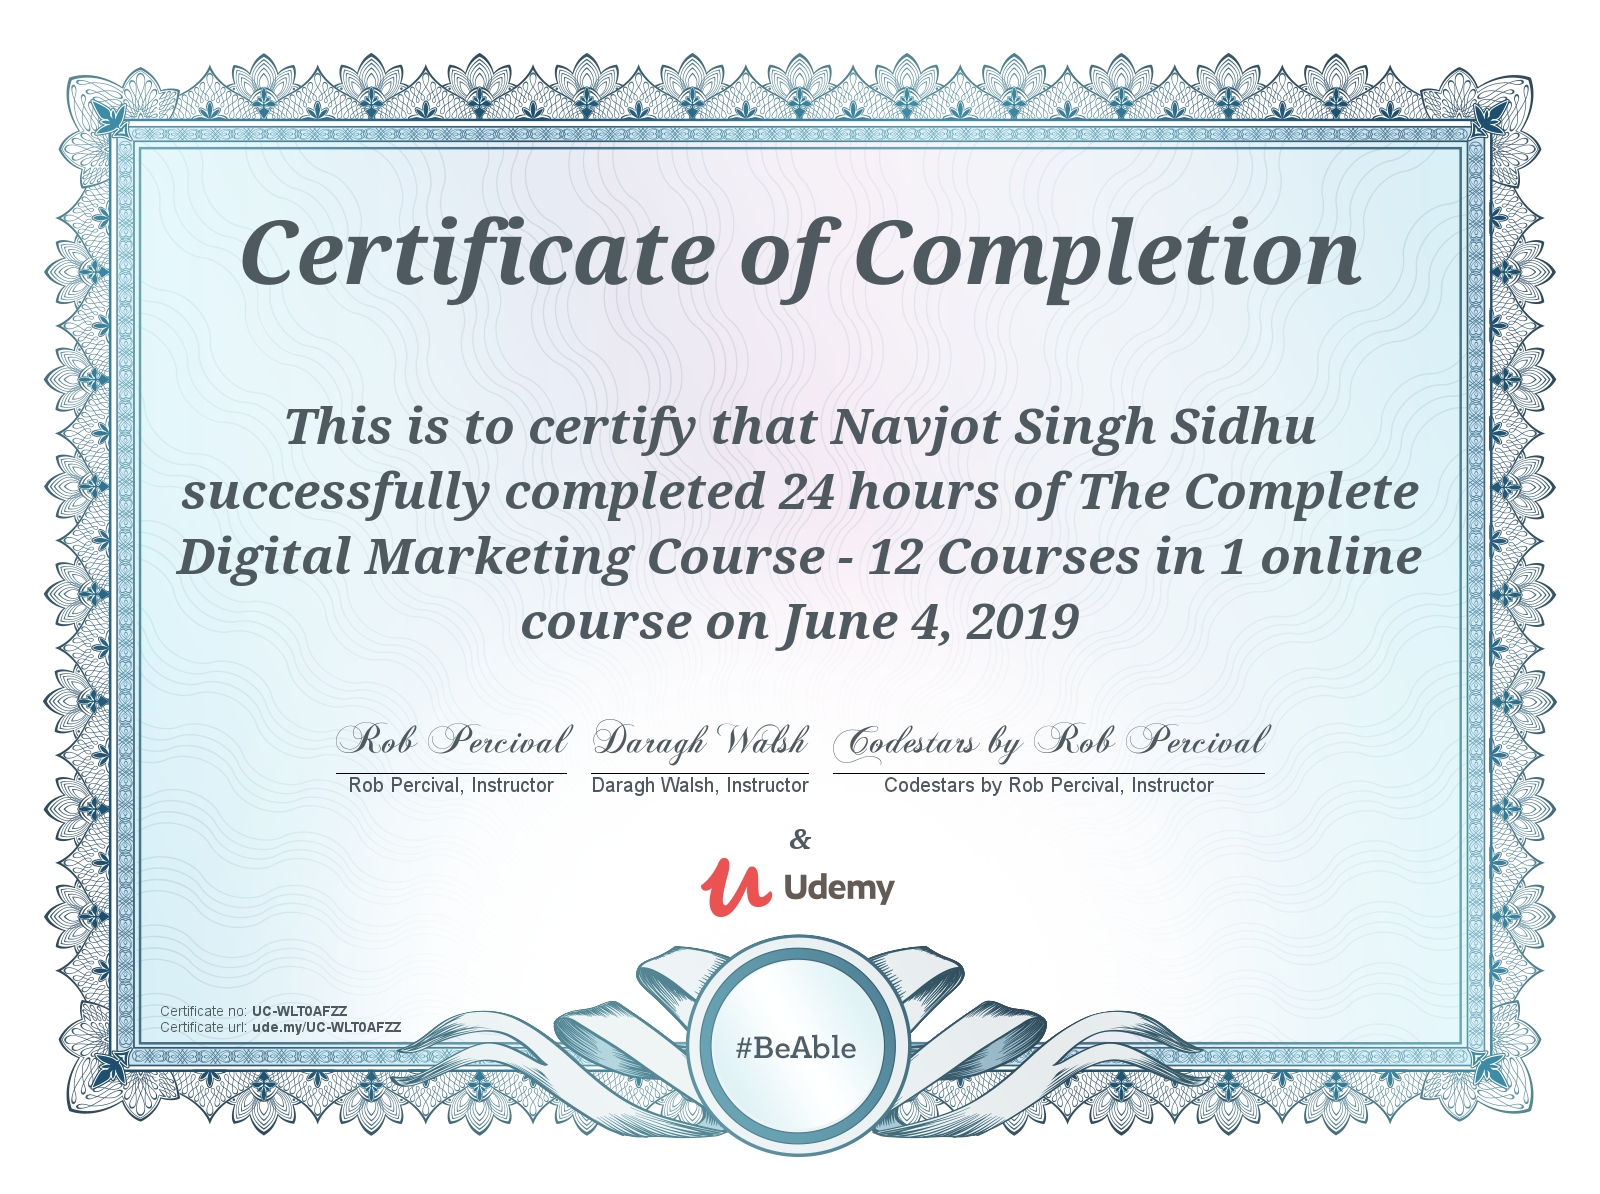 Certificate of Completion
This is to certify that Navjot Singh Sidhu
successfully completed 24 hours of The Complete
Digital Marketing Course - 12 Courses in 1 online
course on June 4, 2019
Rob Percival Daragh Walsh Codestars by Rob Percival
Rob Percival, Instructor Daragh Walsh, Instructor Codestars by Rob Percival, Instructor
&
Udemy
Certificate no: UC-WLT0AFZZ
Certificate url: ude.my/UC-WLT0AFZZ
#BeAble